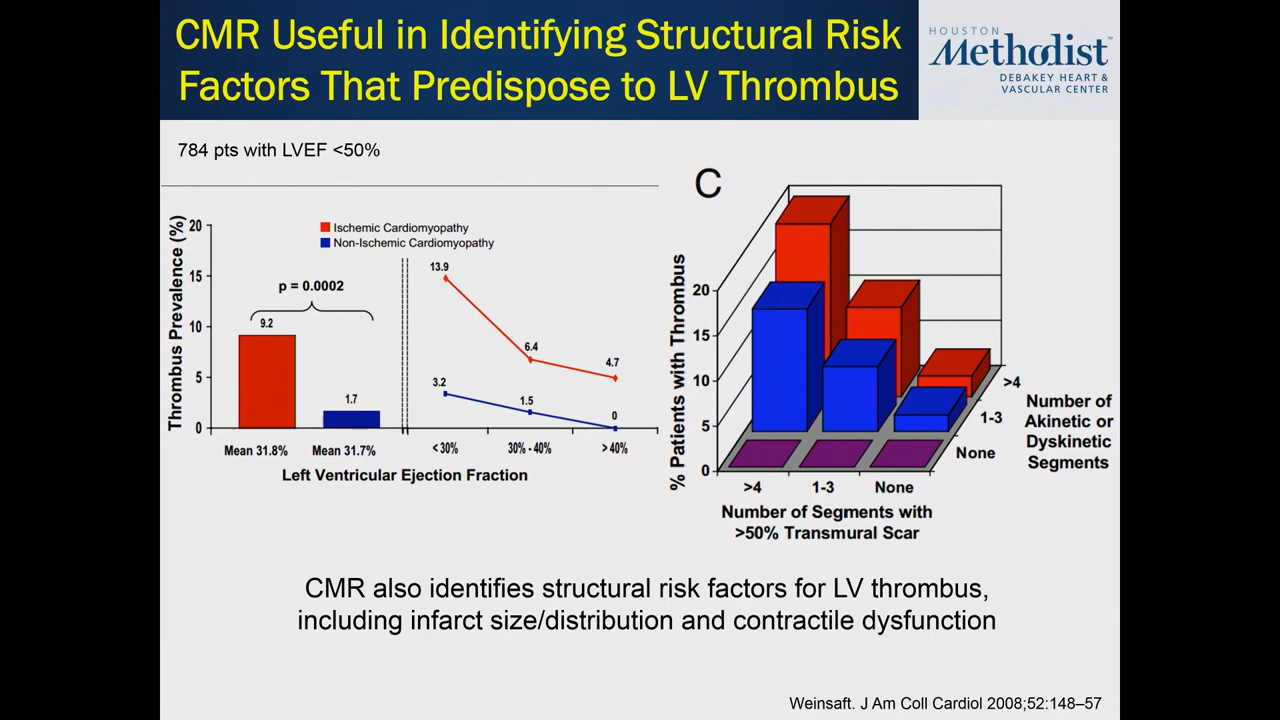 CMR Useful in Identifying Structural Risk
Factors That Predispose to LV Thrombus
HOUSTON
Methodist™
DEBAKEY HEART &
VASCULAR CENTER
784 pts with LVEF <50%
Thrombus Prevalence (%)
20
15
10
5
0
Ischemic Cardiomyopathy
Non-Ischemic Cardiomyopathy
p = 0.0002
9.2
1.7
13.9
6.4
4.7
3.2
1.5
0
Mean 31.8%
Mean 31.7%
< 30%
30% - 40%
> 40%
Left Ventricular Ejection Fraction
C
% Patients with Thrombus
20
15
10
5
0
>4
1-3
None
Number of Segments with
>50% Transmural Scar
>4
1-3
None
Number of
Akinetic or
Dyskinetic
Segments
CMR also identifies structural risk factors for LV thrombus,
including infarct size/distribution and contractile dysfunction
Weinsaft. J Am Coll Cardiol 2008;52:148–57